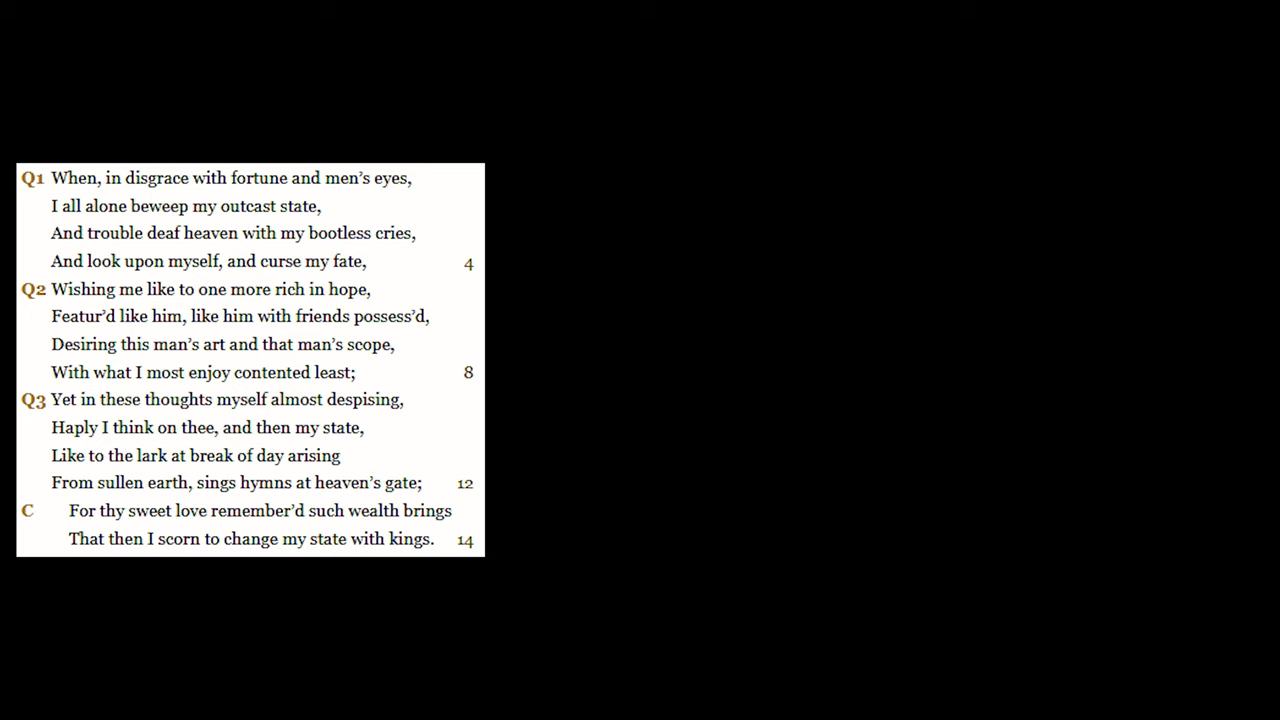 Q1 When, in disgrace with fortune and men’s eyes,
I all alone beweep my outcast state,
And trouble deaf heaven with my bootless cries,
And look upon myself, and curse my fate, 4
Q2 Wishing me like to one more rich in hope,
Featur’d like him, like him with friends possess’d,
Desiring this man’s art and that man’s scope,
With what I most enjoy contented least; 8
Q3 Yet in these thoughts myself almost despising,
Haply I think on thee, and then my state,
Like to the lark at break of day arising
From sullen earth, sings hymns at heaven’s gate; 12
C For thy sweet love remember’d such wealth brings
That then I scorn to change my state with kings. 14